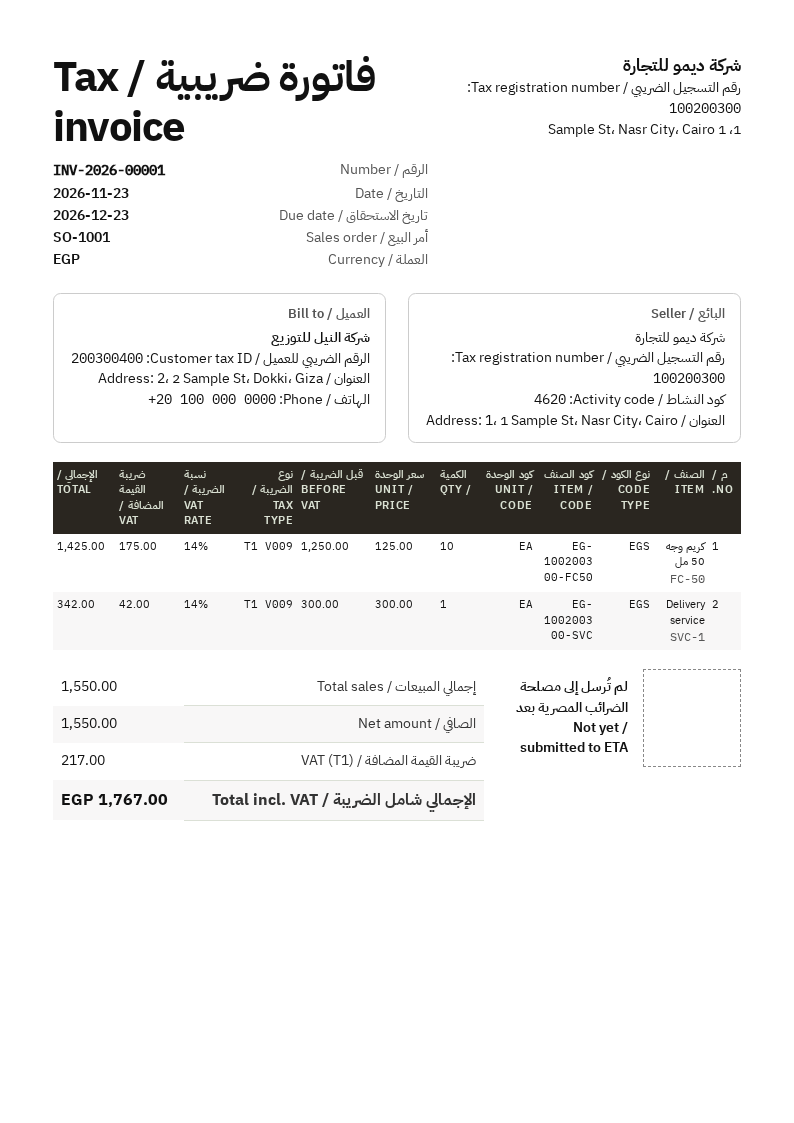 شركة ديمو للتجارة
رقم التسجيل الضريبي / Tax registration number:
100200300
1، 1 Sample St، Nasr City، Cairo
فاتورة ضريبية / Tax
invoice
الرقم / Number INV-2026-00001
التاريخ / Date 2026-11-23
تاريخ الاستحقاق / Due date 2026-12-23
أمر البيع / Sales order SO-1001
العملة / Currency EGP
البائع / Seller
شركة ديمو للتجارة
رقم التسجيل الضريبي / Tax registration number:
100200300
كود النشاط / Activity code: 4620
العنوان / Address: 1، 1 Sample St، Nasr City، Cairo
العميل / Bill to
شركة النيل للتوزيع
الرقم الضريبي للعميل / Customer tax ID: 200300400
العنوان / Address: 2، 2 Sample St، Dokki، Giza
الهاتف / Phone: +20 100 000 0000
م / NO.
الصنف / ITEM
نوع الكود / CODE TYPE
كود الصنف / ITEM CODE
كود الوحدة / UNIT CODE
الكمية / QTY
سعر الوحدة / UNIT PRICE
قبل الضريبة / BEFORE VAT
نوع الضريبة / TAX TYPE
نسبة الضريبة / VAT RATE
ضريبة القيمة المضافة / VAT
الإجمالي / TOTAL
1 كريم وجه EGS EG- EA 10 125.00 1,250.00 T1 V009 14% 175.00 1,425.00
50 مل 1002003
FC-50 00-FC50
2 Delivery EGS EG- EA 1 300.00 300.00 T1 V009 14% 42.00 342.00
service 1002003
SVC-1 00-SVC
لم تُرسل إلى مصلحة
الضرائب المصرية بعد
/ Not yet
submitted to ETA
إجمالي المبيعات / Total sales 1,550.00
الصافي / Net amount 1,550.00
ضريبة القيمة المضافة / VAT (T1) 217.00
الإجمالي شامل الضريبة / Total incl. VAT EGP 1,767.00